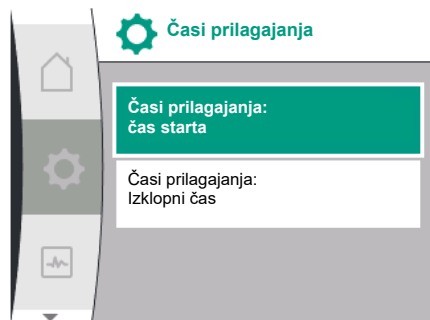 Časi prilagajanja
Časi prilagajanja:
čas starta
Časi prilagajanja:
Izklopni čas